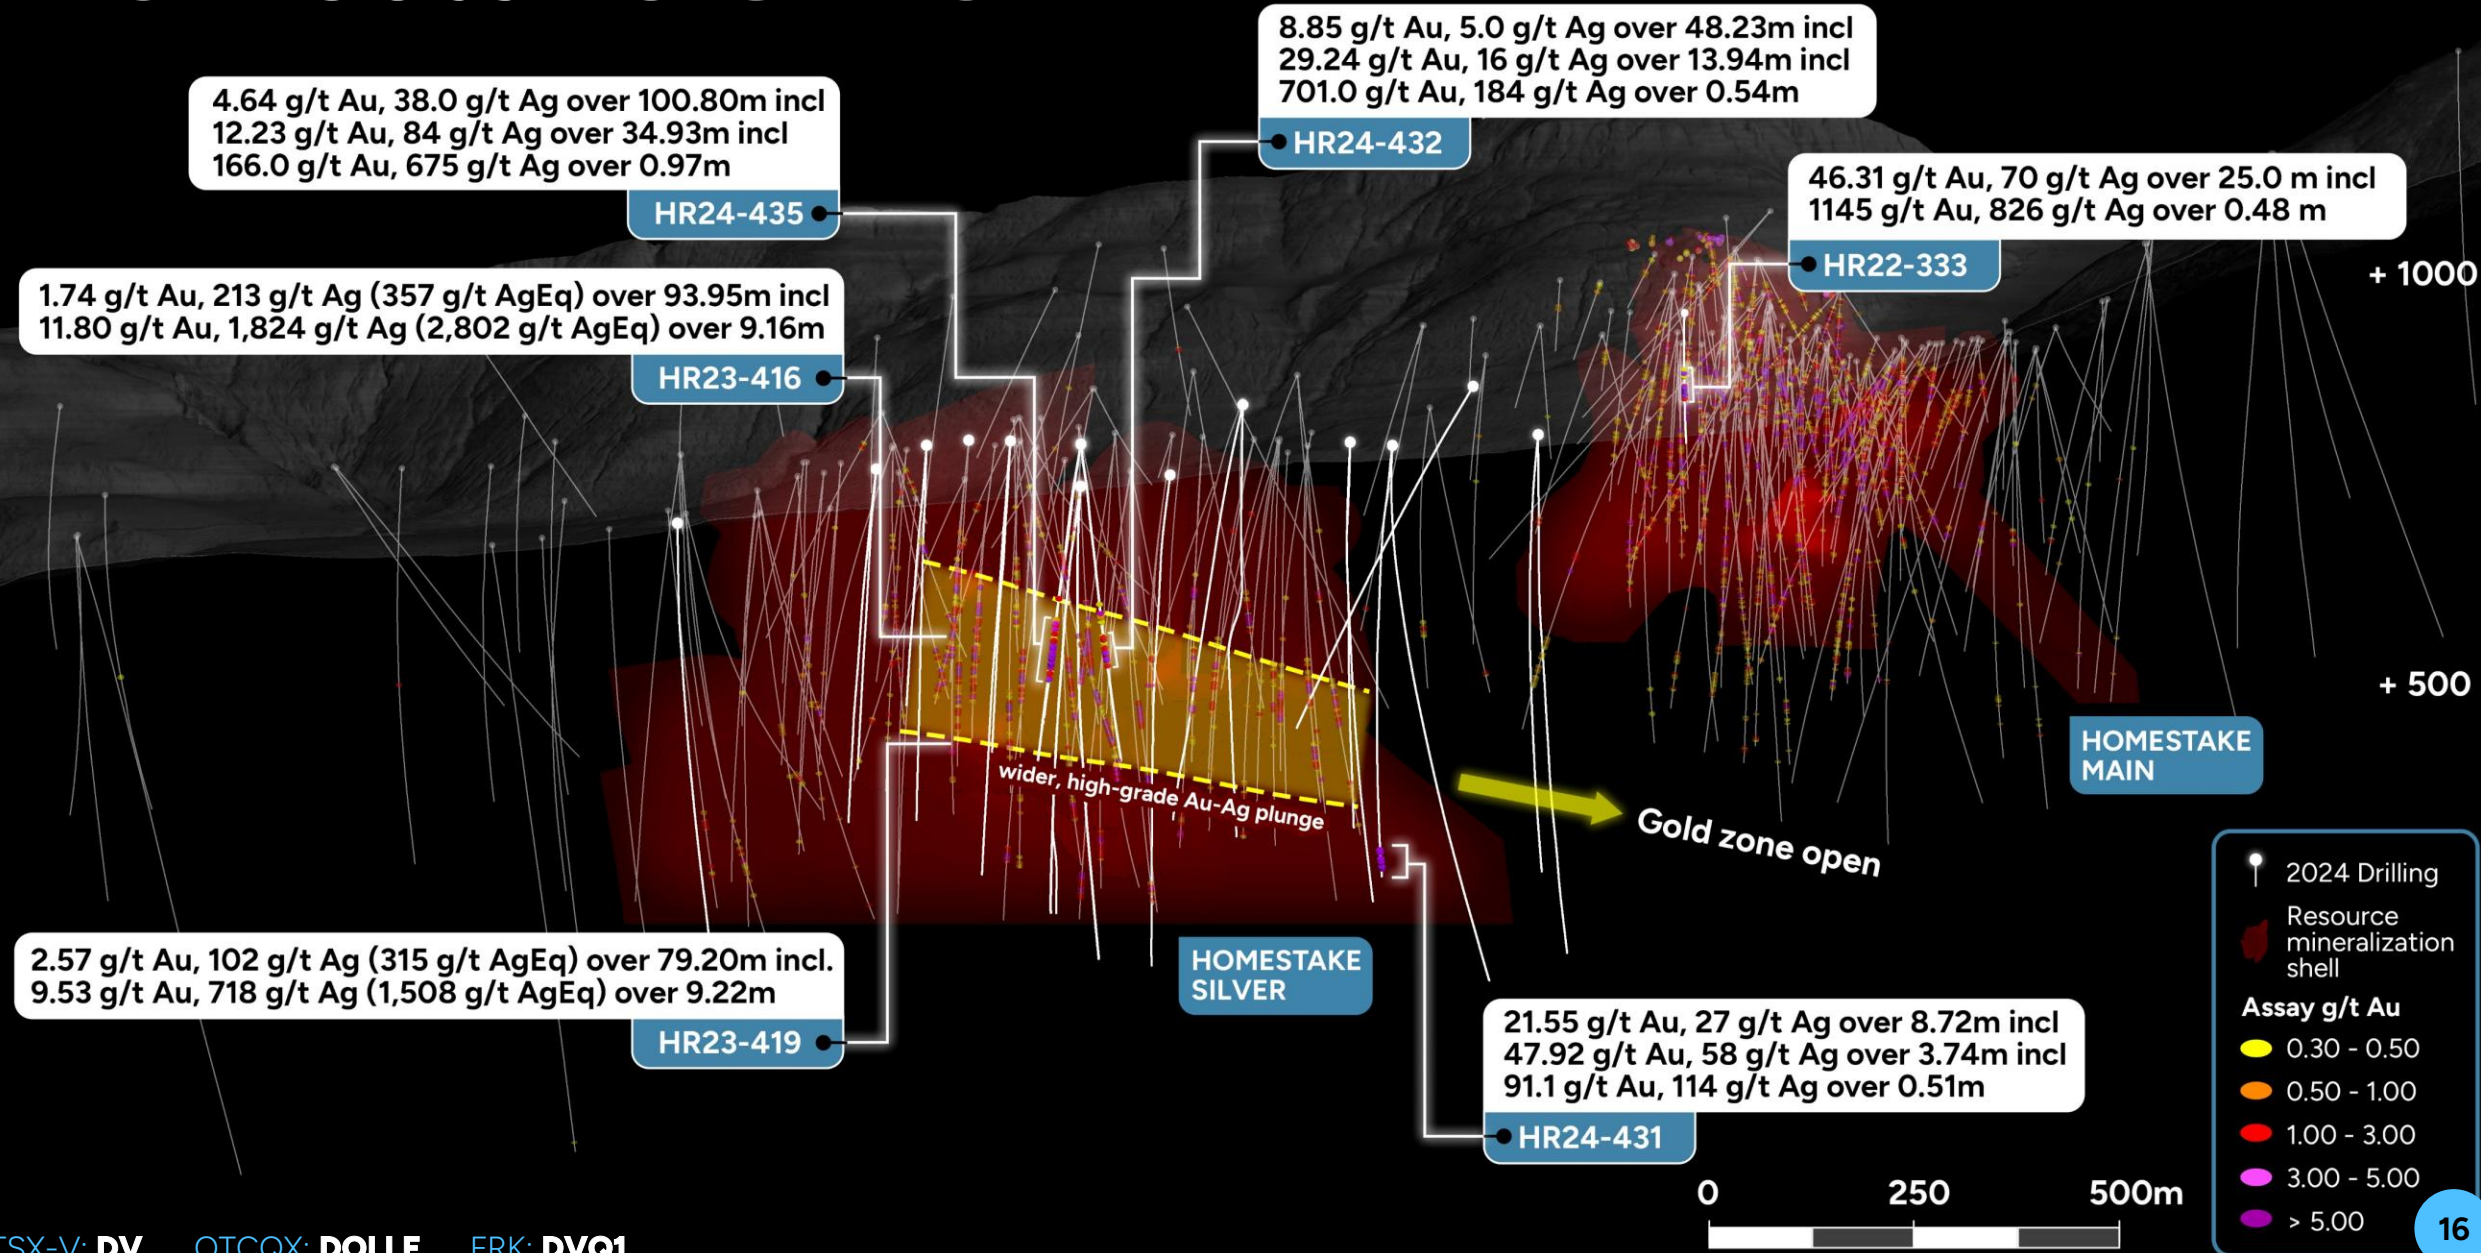 8.85 g/t Au, 5.0 g/t Ag over 48.23m incl
29.24 g/t Au, 16 g/t Ag over 13.94m incl
701.0 g/t Au, 184 g/t Ag over 0.54m
HR24-432
4.64 g/t Au, 38.0 g/t Ag over 100.80m incl
12.23 g/t Au, 84 g/t Ag over 34.93m incl
166.0 g/t Au, 675 g/t Ag over 0.97m
HR24-435
46.31 g/t Au, 70 g/t Ag over 25.0 m incl
1145 g/t Au, 826 g/t Ag over 0.48 m
HR22-333
+ 1000
1.74 g/t Au, 213 g/t Ag (357 g/t AgEq) over 93.95m incl
11.80 g/t Au, 1,824 g/t Ag (2,802 g/t AgEq) over 9.16m
HR23-416
+ 500
HOMESTAKE
MAIN
wider, high-grade Au-Ag plunge
Gold zone open
2.57 g/t Au, 102 g/t Ag (315 g/t AgEq) over 79.20m incl.
9.53 g/t Au, 718 g/t Ag (1,508 g/t AgEq) over 9.22m
HR23-419
HOMESTAKE
SILVER
21.55 g/t Au, 27 g/t Ag over 8.72m incl
47.92 g/t Au, 58 g/t Ag over 3.74m incl
91.1 g/t Au, 114 g/t Ag over 0.51m
HR24-431
2024 Drilling
Resource
mineralization
shell
Assay g/t Au
0.30 - 0.50
0.50 - 1.00
1.00 - 3.00
3.00 - 5.00
> 5.00
0 250 500m
TSX-V: DV OTCQX: DOLLF FRK: DVQ1
16